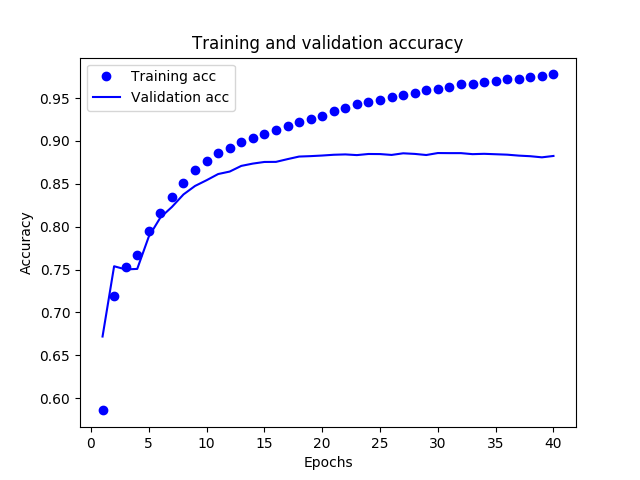 Training and validation accuracy
Training acc
Validation acc
0.95
0.90
0.85
0.80
0.75
0.70
0.65
0.60
Accuracy
0 5 10 15 20 25 30 35 40
Epochs